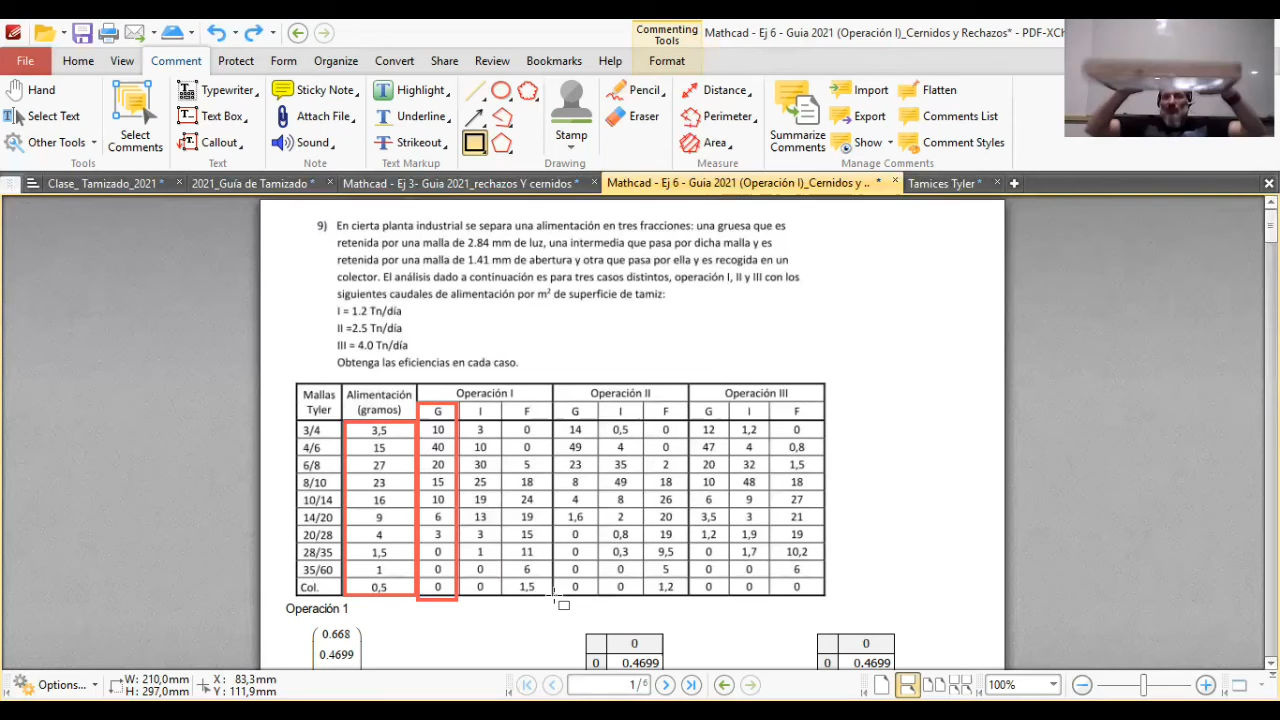 Commenting Tools
Mathcad - Ej 6 - Guia 2021 (Operación I)_Cernidos y Rechazos* - PDF-XCH
File Home View Comment Protect Form Organize Convert Share Review Bookmarks Help Format
Hand
Select Text
Other Tools
Tools
Select Comments
Typewriter
Text Box
Callout
Text
Sticky Note
Attach File
Sound
Note
Highlight
Underline
Strikeout
Text Markup
Pencil
Eraser
Drawing
Stamp
Distance
Perimeter
Area
Measure
Summarize Comments
Import
Export
Show
Flatten
Comments List
Comment Styles
Manage Comments
Clase_ Tamizado_2021 *
2021_Guía de Tamizado *
Mathcad - Ej 3- Guia 2021_rechazos Y cernidos *
Mathcad - Ej 6 - Guia 2021 (Operación I)_Cernidos y .. *
Tamices Tyler *
9) En cierta planta industrial se separa una alimentación en tres fracciones: una gruesa que es
retenida por una malla de 2.84 mm de luz, una intermedia que pasa por dicha malla y es
retenida por una malla de 1.41 mm de abertura y otra que pasa por ella y es recogida en un
colector. El análisis dado a continuación es para tres casos distintos, operación I, II y III con los
siguientes caudales de alimentación por m² de superficie de tamiz:
I = 1.2 Tn/día
II =2.5 Tn/día
III = 4.0 Tn/día
Obtenga las eficiencias en cada caso.
Mallas Tyler Alimentación (gramos) Operación I Operación II Operación III
G I F G I F G I F
3/4 3,5 10 3 0 14 0,5 0 12 1,2 0
4/6 15 40 10 0 49 4 0 47 4 0,8
6/8 27 20 30 5 23 35 2 20 32 1,5
8/10 23 15 25 18 8 49 18 10 48 18
10/14 16 10 19 24 4 8 26 6 9 27
14/20 9 6 13 19 1,6 2 20 3,5 3 21
20/28 4 3 3 15 0 0,8 19 1,2 1,9 19
28/35 1,5 0 1 11 0 0,3 9,5 0 1,7 10,2
35/60 1 0 0 6 0 0 5 0 0 6
Col. 0,5 0 0 1,5 0 0 1,2 0 0 0
Operación 1
0.668
0.4699
0
0 0.4699
0
0 0.4699
Options...
W: 210,0mm
H: 297,0mm
X: 83,3mm
Y: 111,9mm
1/6
100%